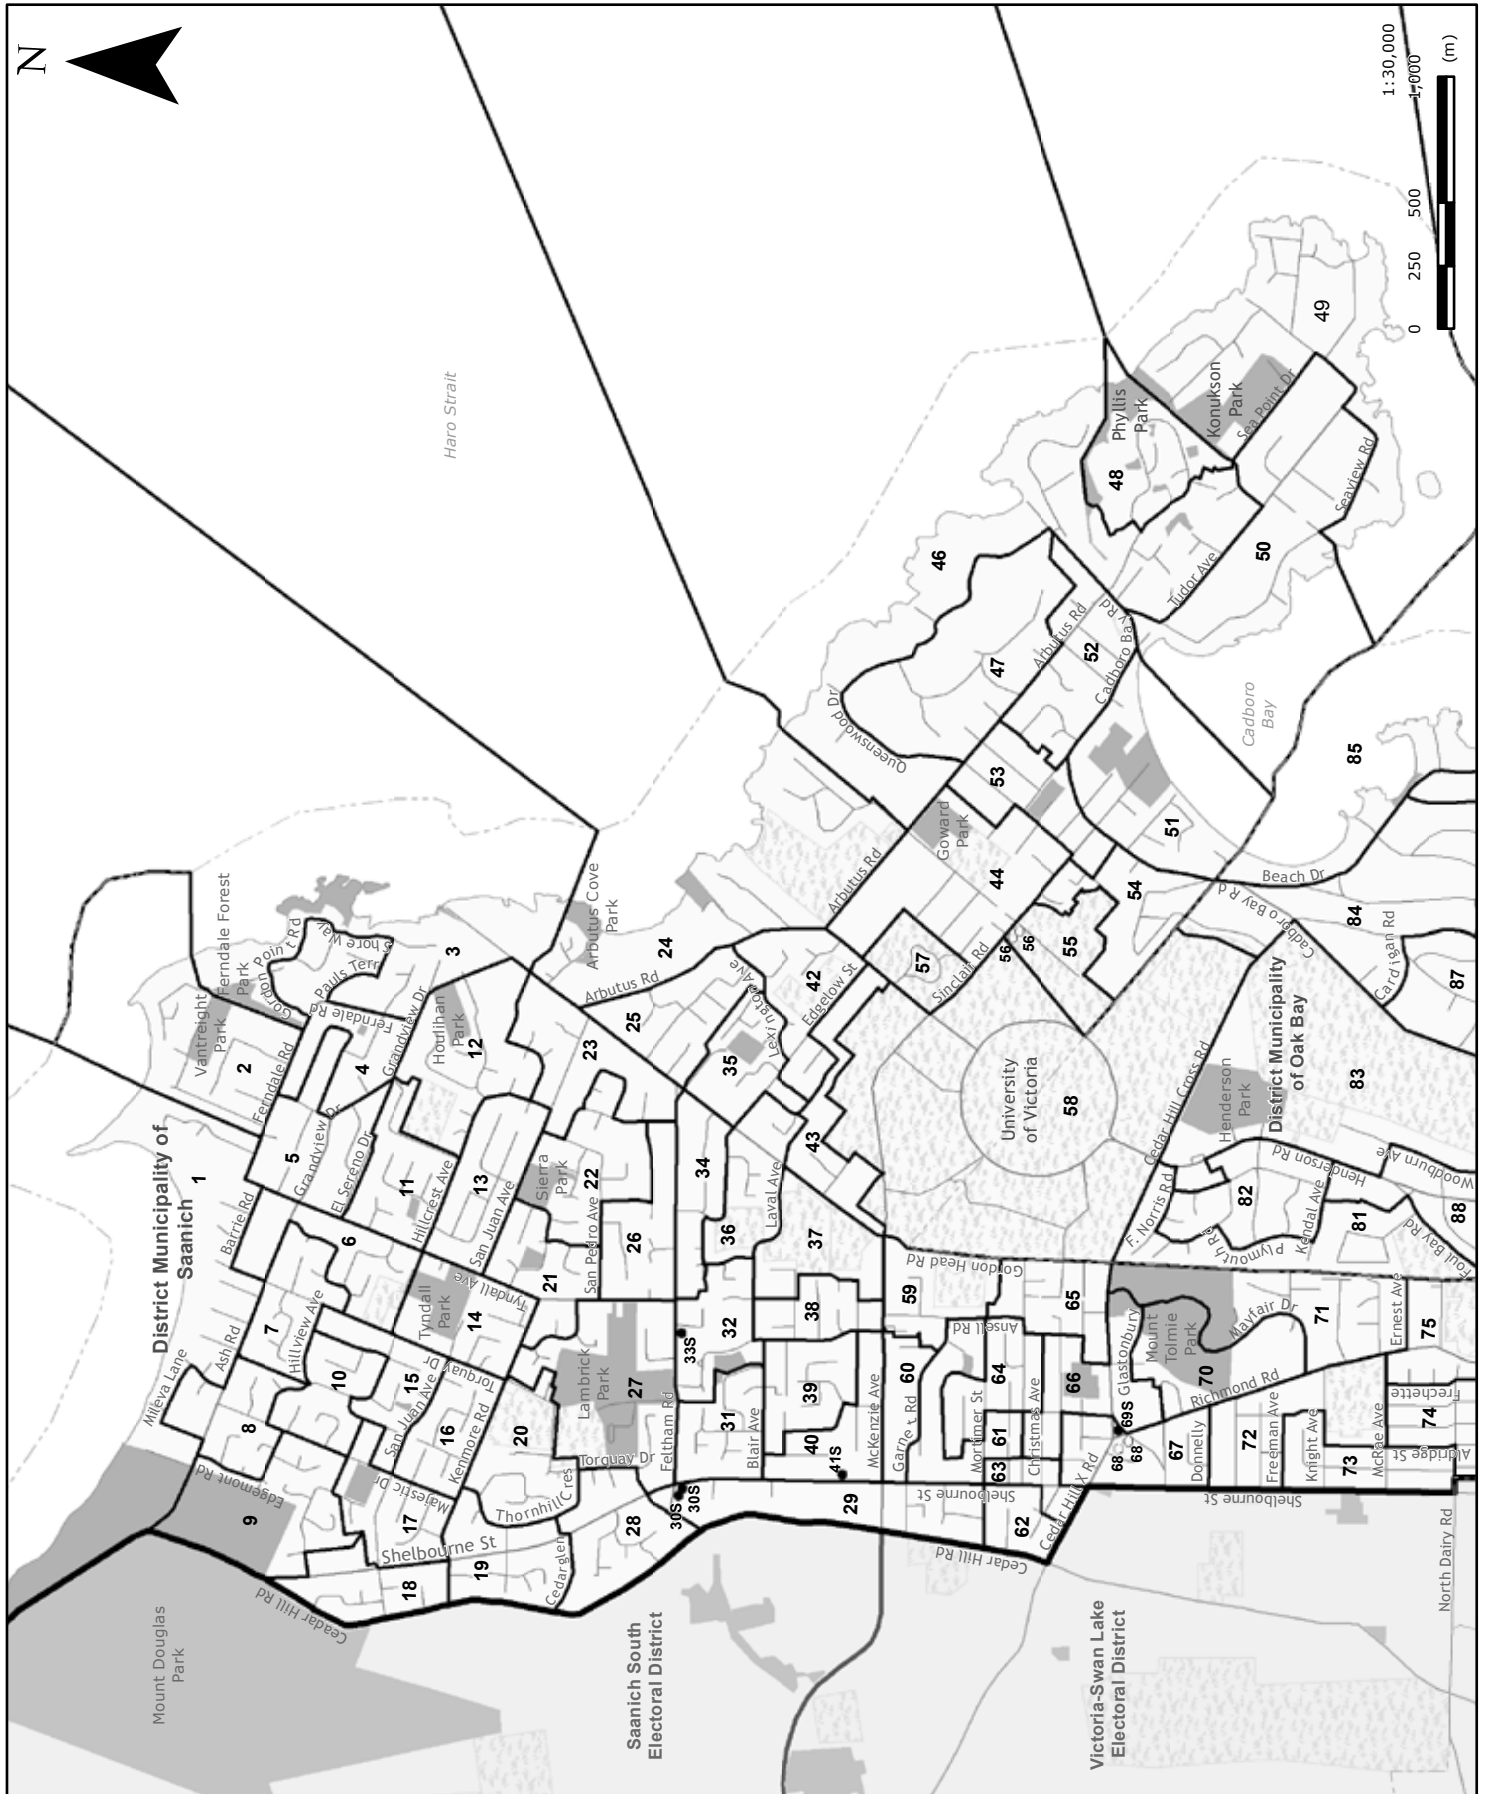 N
1:30,000
1,000
(m)
500
250
0
Haro Strait
Cadboro
Bay
District Municipality of
Saanich
District Municipality
of Oak Bay
Saanich South
Electoral District
Victoria-Swan Lake
Electoral District
Mount Douglas
Park
Vantreight
Park
Ferndale Forest
Park
Houlihan
Park
Tyndall
Park
Sierra
Park
Arbutus Cove
Park
Lambrick
Park
Goward
Park
Phyllis
Park
Konukson
Park
Mount
Tolmie
Park
Henderson
Park
University
of Victoria
Mileva Lane
Ash Rd
Barrie Rd
Ferndale Rd
Ferndale Rd
Gordon Point Rd
Shore Way
Pauls Terr
Grandview Dr
Grandview Dr
El Sereno Dr
Hillcrest Ave
Hillview Ave
San Juan Ave
San Juan Ave
Tyndall Ave
Torquay Dr
Torquay Dr
Kenmore Rd
Majestic Dr
Edgemont Rd
Shelbourne St
Ceadar Hill Rd
Thornhill Cres
Cedarglen
San Pedro Ave
Feltham Rd
Blair Ave
Laval Ave
Lexington Ave
Edgelow St
Arbutus Rd
Arbutus Rd
Arbutus Rd
Queenswood Dr
Sinclair Rd
McKenzie Ave
Garnet Rd
Gordon Head Rd
Ansell Rd
Mortimer St
Christmas Ave
Shelbourne St
Cedar Hill Rd
Cedar Hill X Rd
Glastonbury
Mayfair Dr
Richmond Rd
Donnelly
Freeman Ave
Knight Ave
McRae Ave
Ernest Ave
Frechette
Aldridge St
Shelbourne St
North Dairy Rd
Cedar Hill Cross Rd
F. Norris Rd
Plymouth Rd
Kendal Ave
Henderson Rd
Woodburn Ave
Foul Bay Rd
Cadboro Bay Rd
Cadboro Bay Rd
Cadboro
Cardigan Rd
Beach Dr
Tudor Ave
Sea Point Dr
Seaview Rd
1
2
3
4
5
6
7
8
9
10
11
12
13
14
15
16
17
18
19
20
21
22
23
24
25
26
27
28
29
30S
30S
31
32
33S
34
35
36
37
38
39
40
41S
42
43
44
46
47
48
49
50
51
52
53
54
55
56
56
57
58
59
60
61
62
63
64
65
66
67
68
68
69S
70
71
72
73
74
75
81
82
83
84
85
87
88